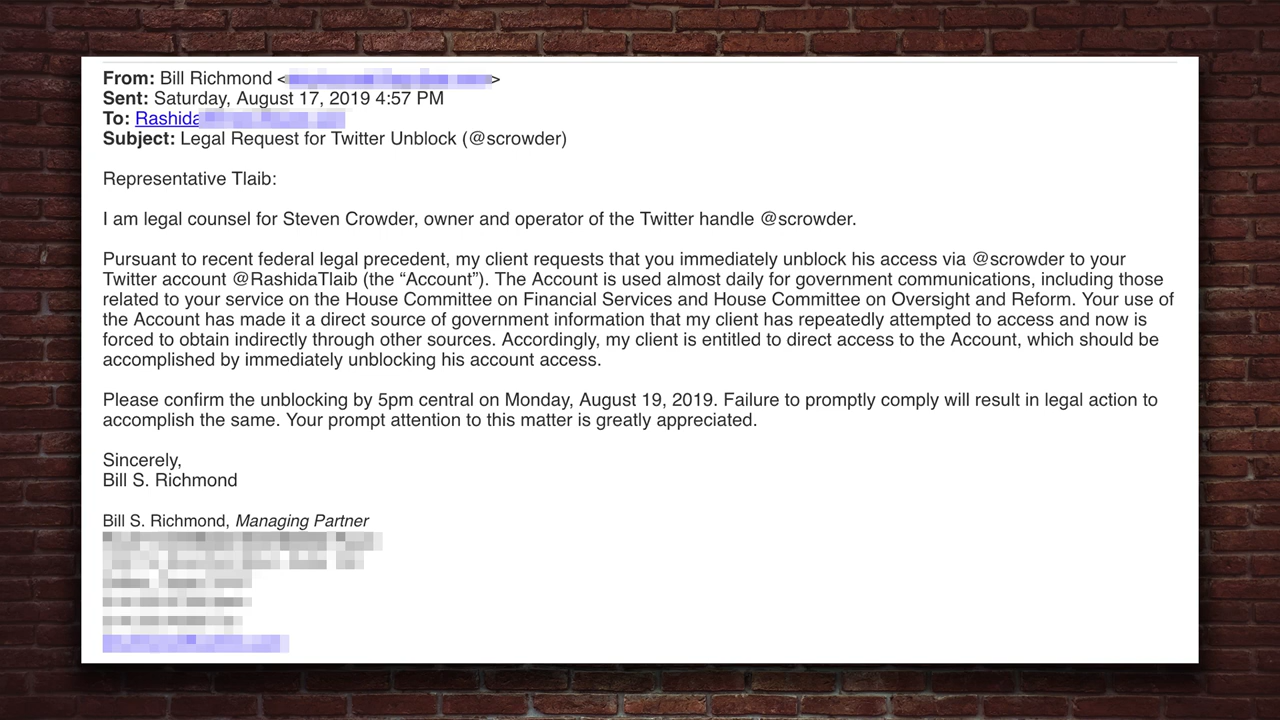 From: Bill Richmond < >
Sent: Saturday, August 17, 2019 4:57 PM
To: Rashida
Subject: Legal Request for Twitter Unblock (@scrowder)
Representative Tlaib:
I am legal counsel for Steven Crowder, owner and operator of the Twitter handle @scrowder.
Pursuant to recent federal legal precedent, my client requests that you immediately unblock his access via @scrowder to your
Twitter account @RashidaTlaib (the “Account”). The Account is used almost daily for government communications, including those
related to your service on the House Committee on Financial Services and House Committee on Oversight and Reform. Your use of
the Account has made it a direct source of government information that my client has repeatedly attempted to access and now is
forced to obtain indirectly through other sources. Accordingly, my client is entitled to direct access to the Account, which should be
accomplished by immediately unblocking his account access.
Please confirm the unblocking by 5pm central on Monday, August 19, 2019. Failure to promptly comply will result in legal action to
accomplish the same. Your prompt attention to this matter is greatly appreciated.
Sincerely,
Bill S. Richmond
Bill S. Richmond, Managing Partner